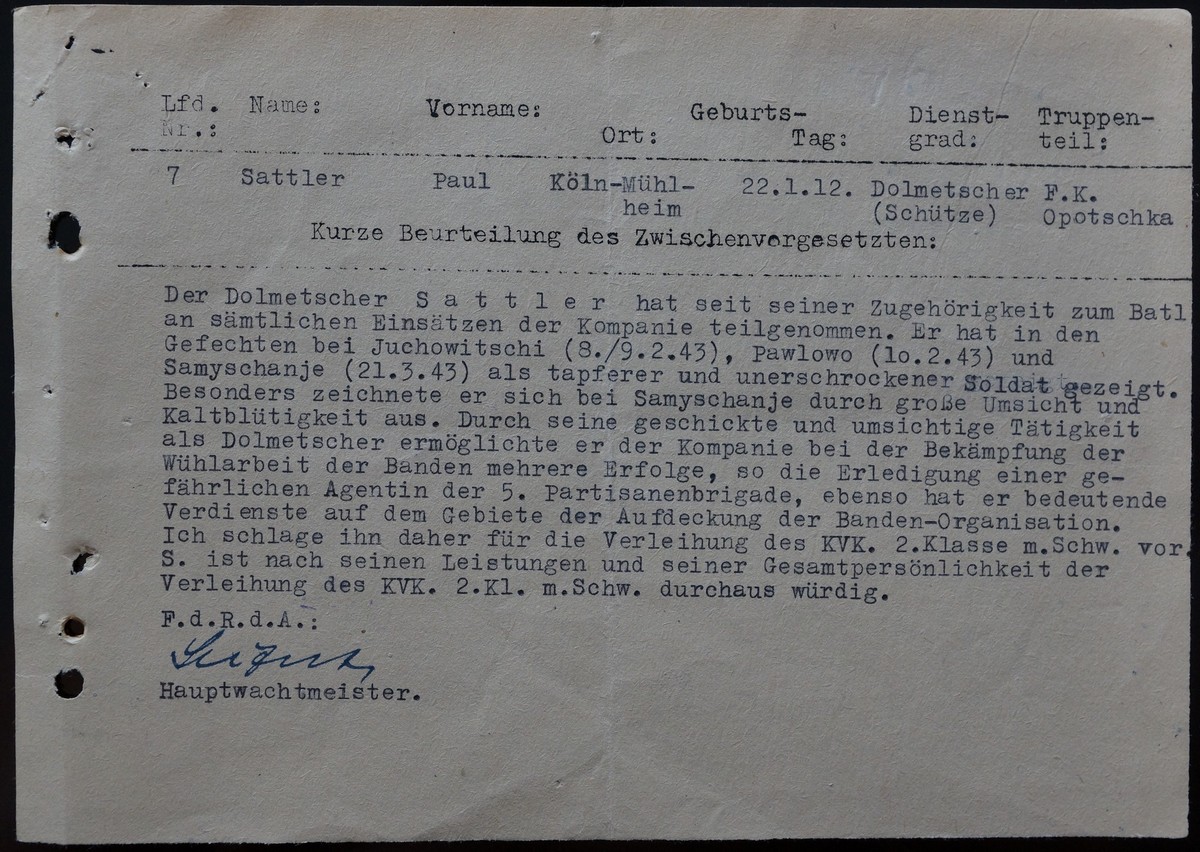 Lfd. Name: Vorname: Geburts- Dienst- Truppen-
Nr.: Ort: Tag: grad: teil:
7 Sattler Paul Köln-Mühl- 22.1.12. Dolmetscher F.K.
heim (Schütze) Opotschka
Kurze Beurteilung des Zwischenvorgesetzten:
Der Dolmetscher S a t t l e r hat seit seiner Zugehörigkeit zum Batl
an sämtlichen Einsätzen der Kompanie teilgenommen. Er hat in den
Gefechten bei Juchowitschi (8./9.2.43), Pawlowo (1o.2.43) und
Samyschanje (21.3.43) als tapferer und unerschrockener Soldat gezeigt.
Besonders zeichnete er sich bei Samyschanje durch große Umsicht und
Kaltblütigkeit aus. Durch seine geschickte und umsichtige Tätigkeit
als Dolmetscher ermöglichte er der Kompanie bei der Bekämpfung der
Wühlarbeit der Banden mehrere Erfolge, so die Erledigung einer ge-
fährlichen Agentin der 5. Partisanenbrigade, ebenso hat er bedeutende
Verdienste auf dem Gebiete der Aufdeckung der Banden-Organisation.
Ich schlage ihn daher für die Verleihung des KVK. 2.Klasse m.Schw. vor.
S. ist nach seinen Leistungen und seiner Gesamtpersönlichkeit der
Verleihung des KVK. 2.Kl. m.Schw. durchaus würdig.
F.d.R.d.A.:
Hauptwachtmeister.